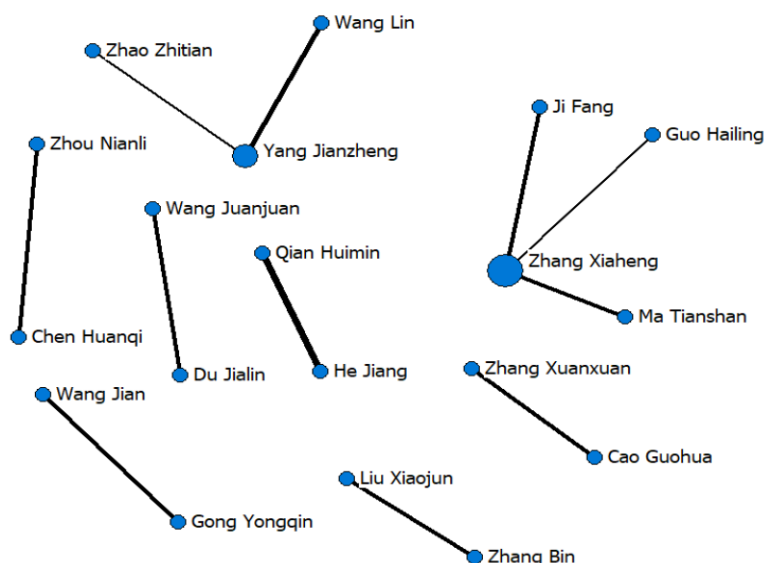 Wang Lin
Zhao Zhitian
Ji Fang
Guo Hailing
Zhou Nianli
Yang Jianzheng
Wang Juanjuan
Qian Huimin
Zhang Xiaheng
Ma Tianshan
Chen Huanqi
Zhang Xuanxuan
He Jiang
Du Jialin
Wang Jian
Cao Guohua
Liu Xiaojun
Gong Yongqin
Zhang Bin